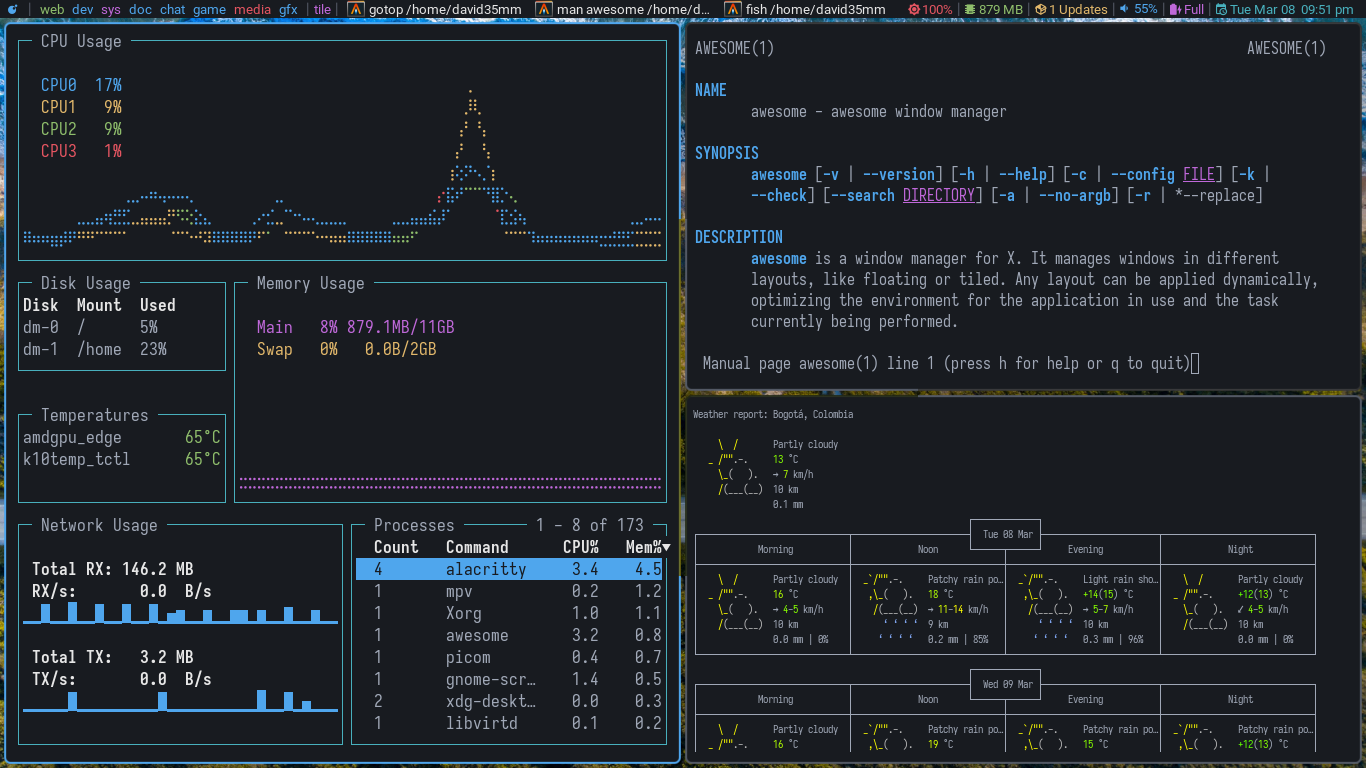 web dev sys doc chat game media gfx | tile | gotop /home/david35mm man awesome /home/d... fish /home/david35mm 100% | 879 MB | 1 Updates | 55% | Full | Tue Mar 08 09:51 pm
CPU Usage
CPU0 17%
CPU1 9%
CPU2 9%
CPU3 1%
Disk Usage
Disk Mount Used
dm-0 / 5%
dm-1 /home 23%
Memory Usage
Main 8% 879.1MB/11GB
Swap 0% 0.0B/2GB
Temperatures
amdgpu_edge 65°C
k10temp_tctl 65°C
Network Usage
Total RX: 146.2 MB
RX/s: 0.0 B/s
Total TX: 3.2 MB
TX/s: 0.0 B/s
Processes 1 - 8 of 173
Count Command CPU% Mem%▼
4 alacritty 3.4 4.5
1 mpv 0.2 1.2
1 Xorg 1.0 1.1
1 awesome 3.2 0.8
1 picom 0.4 0.7
1 gnome-scr… 1.4 0.5
2 xdg-deskt… 0.0 0.3
1 libvirtd 0.1 0.2
AWESOME(1) AWESOME(1)
NAME
awesome - awesome window manager
SYNOPSIS
awesome [-v | --version] [-h | --help] [-c | --config FILE] [-k |
--check] [--search DIRECTORY] [-a | --no-argb] [-r | *--replace]
DESCRIPTION
awesome is a window manager for X. It manages windows in different
layouts, like floating or tiled. Any layout can be applied dynamically,
optimizing the environment for the application in use and the task
currently being performed.
Manual page awesome(1) line 1 (press h for help or q to quit)
Weather report: Bogotá, Colombia
Partly cloudy
13 °C
→ 7 km/h
10 km
0.1 mm
Tue 08 Mar
Morning Noon Evening Night
Partly cloudy Patchy rain po… Light rain sho… Partly cloudy
16 °C 18 °C +14(15) °C +12(13) °C
→ 4-5 km/h → 11-14 km/h → 5-7 km/h ↙ 4-5 km/h
10 km 9 km 10 km 10 km
0.0 mm | 0% 0.2 mm | 85% 0.3 mm | 96% 0.0 mm | 0%
Wed 09 Mar
Morning Noon Evening Night
Partly cloudy Patchy rain po… Patchy rain po… Patchy rain po…
16 °C 19 °C 15 °C +12(13) °C